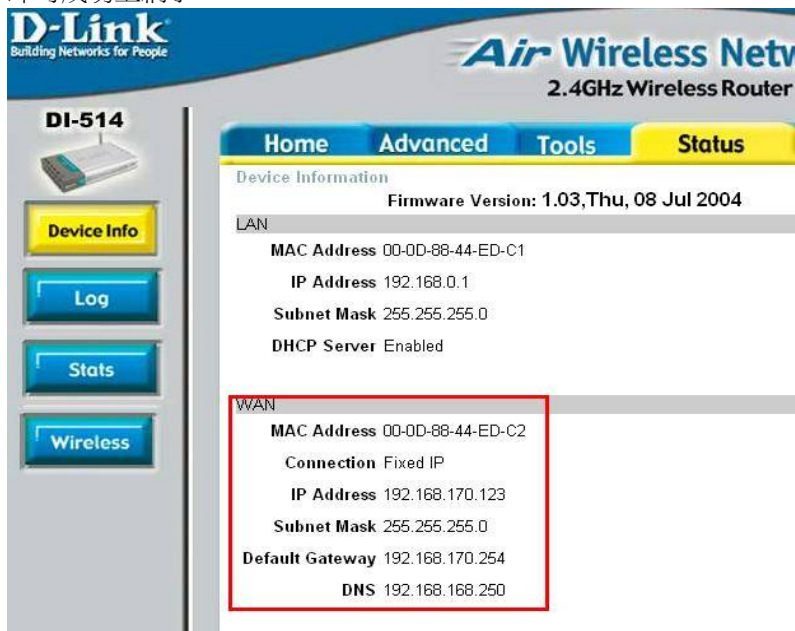 D-Link
Building Networks for People
Air Wireless Netw
2.4GHz Wireless Router
DI-514
Home Advanced Tools Status
Device Information
Firmware Version: 1.03,Thu, 08 Jul 2004
Device Info
LAN
MAC Address 00-0D-88-44-ED-C1
IP Address 192.168.0.1
Log
Subnet Mask 255.255.255.0
DHCP Server Enabled
Stats
WAN
MAC Address 00-0D-88-44-ED-C2
Wireless
Connection Fixed IP
IP Address 192.168.170.123
Subnet Mask 255.255.255.0
Default Gateway 192.168.170.254
DNS 192.168.168.250